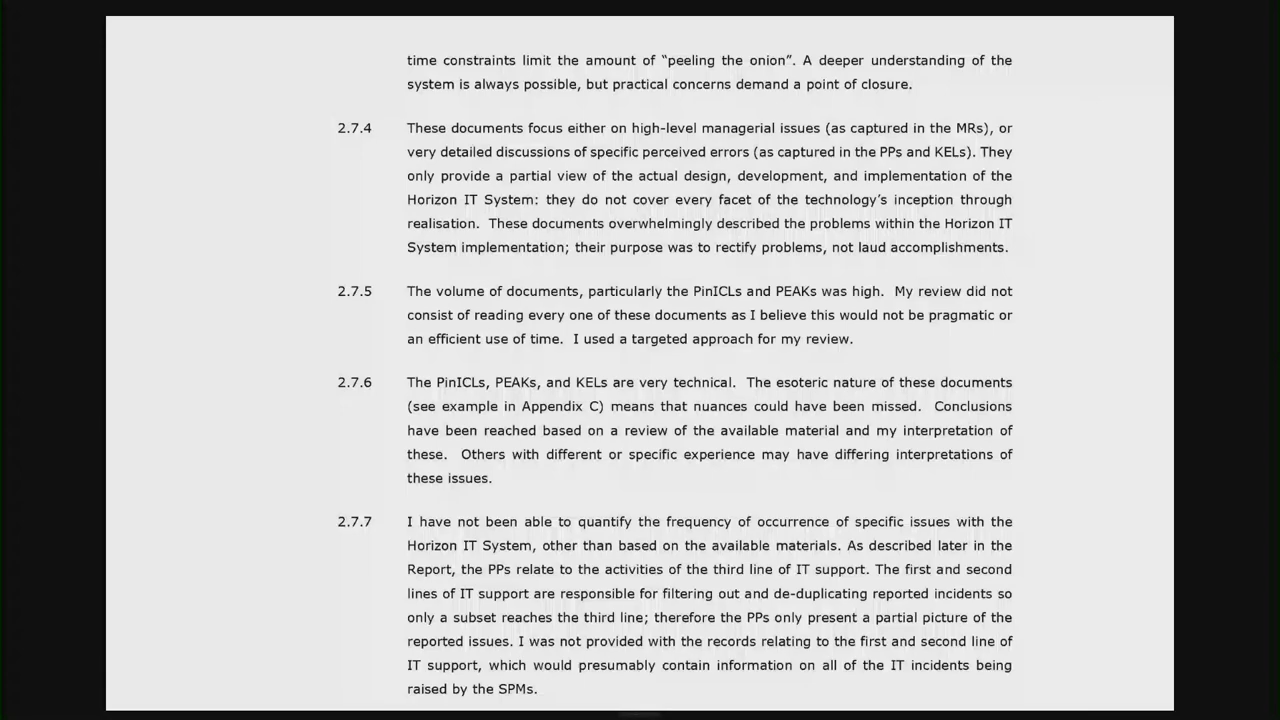 time constraints limit the amount of “peeling the onion”. A deeper understanding of the
system is always possible, but practical concerns demand a point of closure.
2.7.4 These documents focus either on high-level managerial issues (as captured in the MRs), or
very detailed discussions of specific perceived errors (as captured in the PPs and KELs). They
only provide a partial view of the actual design, development, and implementation of the
Horizon IT System: they do not cover every facet of the technology’s inception through
realisation. These documents overwhelmingly described the problems within the Horizon IT
System implementation; their purpose was to rectify problems, not laud accomplishments.
2.7.5 The volume of documents, particularly the PinICLs and PEAKs was high. My review did not
consist of reading every one of these documents as I believe this would not be pragmatic or
an efficient use of time. I used a targeted approach for my review.
2.7.6 The PinICLs, PEAKs, and KELs are very technical. The esoteric nature of these documents
(see example in Appendix C) means that nuances could have been missed. Conclusions
have been reached based on a review of the available material and my interpretation of
these. Others with different or specific experience may have differing interpretations of
these issues.
2.7.7 I have not been able to quantify the frequency of occurrence of specific issues with the
Horizon IT System, other than based on the available materials. As described later in the
Report, the PPs relate to the activities of the third line of IT support. The first and second
lines of IT support are responsible for filtering out and de-duplicating reported incidents so
only a subset reaches the third line; therefore the PPs only present a partial picture of the
reported issues. I was not provided with the records relating to the first and second line of
IT support, which would presumably contain information on all of the IT incidents being
raised by the SPMs.